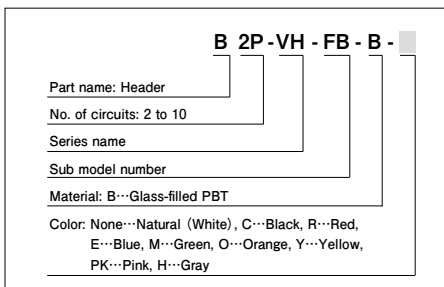 B 2P-VH-FB-B-
Part name: Header
No. of circuits: 2 to 10
Series name
Sub model number
Material: B…Glass-filled PBT
Color: None…Natural (White), C…Black, R…Red,
E…Blue, M…Green, O…Orange, Y…Yellow,
PK…Pink, H…Gray